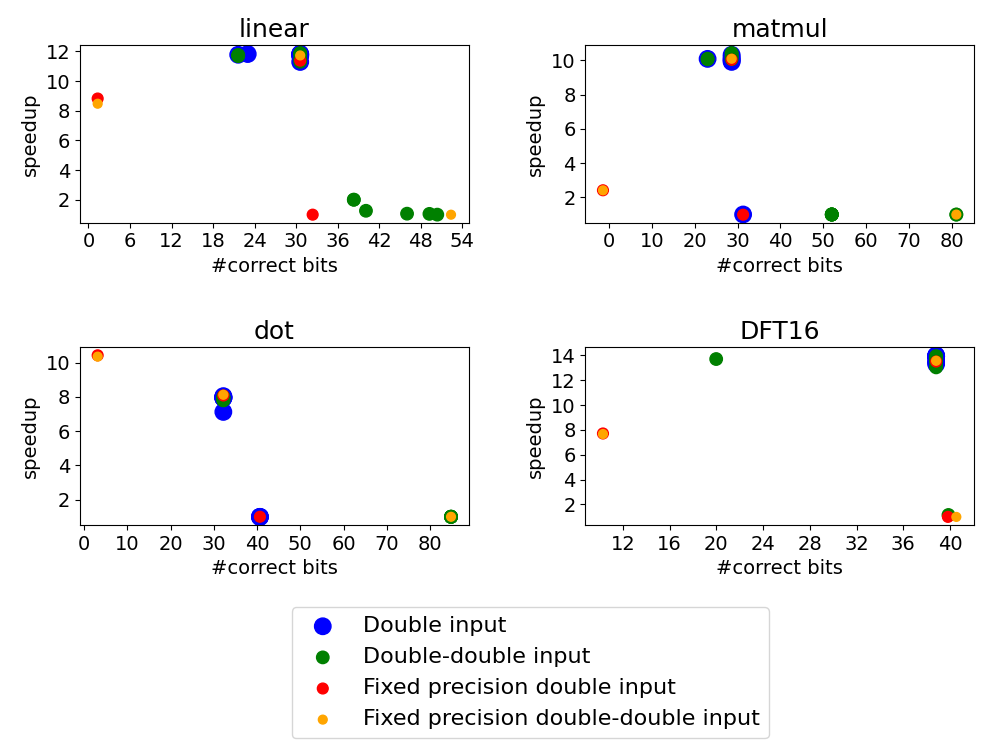 linear
12
10
8
6
4
2
speedup
0 6 12 18 24 30 36 42 48 54
#correct bits
matmul
10
8
6
4
2
speedup
0 10 20 30 40 50 60 70 80
#correct bits
dot
10
8
6
4
2
speedup
0 10 20 30 40 50 60 70 80
#correct bits
DFT16
14
12
10
8
6
4
2
speedup
12 16 20 24 28 32 36 40
#correct bits
Double input
Double-double input
Fixed precision double input
Fixed precision double-double input